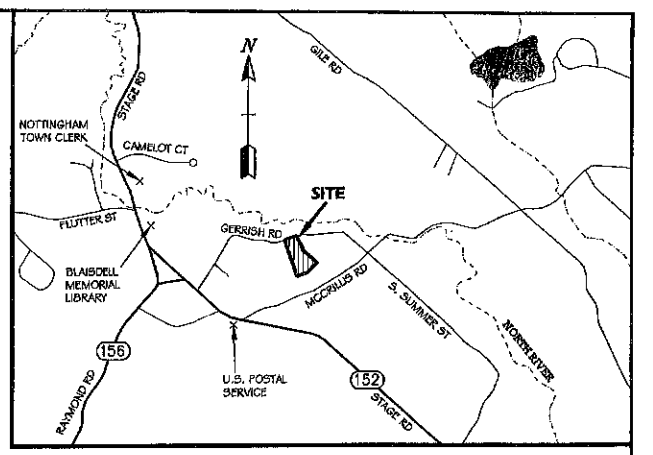 N
GILE RD
STAGE RD
NOTTINGHAM
TOWN CLERK
CAMELOT CT
SITE
FLUTTER ST
GERRISH RD
BLAISDELL
MEMORIAL
LIBRARY
MCCRILLIS RD
S. SUMMER ST
NORTH RIVER
156
RAYMOND RD
U.S. POSTAL
SERVICE
152
STAGE RD